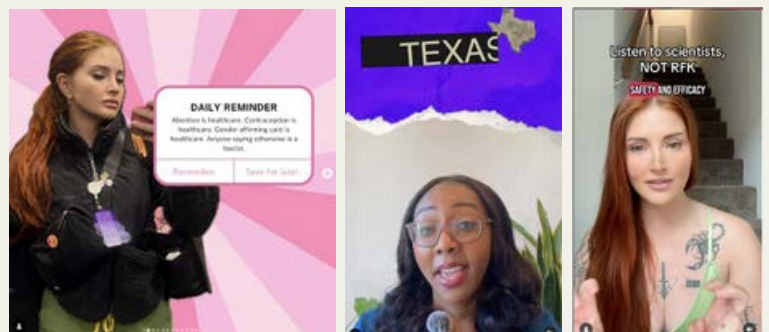 DAILY REMINDER
Abortion is healthcare. Contraception is
healthcare. Gender affirming care is
healthcare. Anyone saying otherwise is a
fascist.
Remember
Save for later
TEXAS
Listen to scientists,
NOT RFK
SAFETY AND EFFICACY